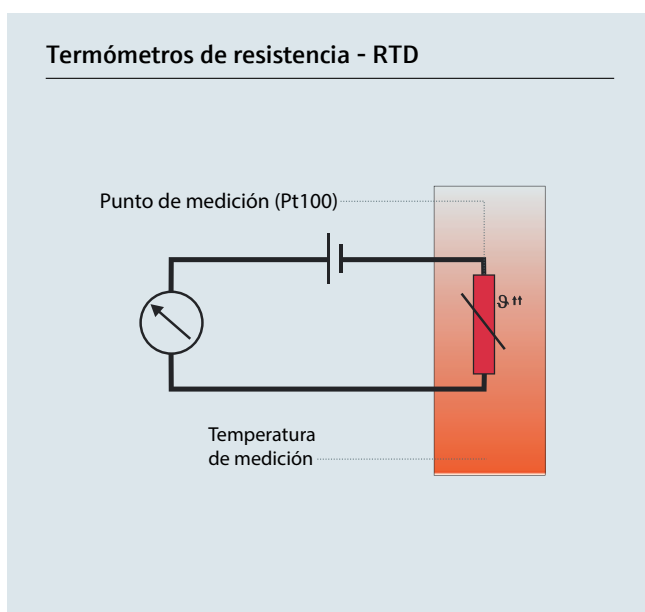 Termómetros de resistencia - RTD
Punto de medición (Pt100)
ϑ ↑↑
Temperatura
de medición